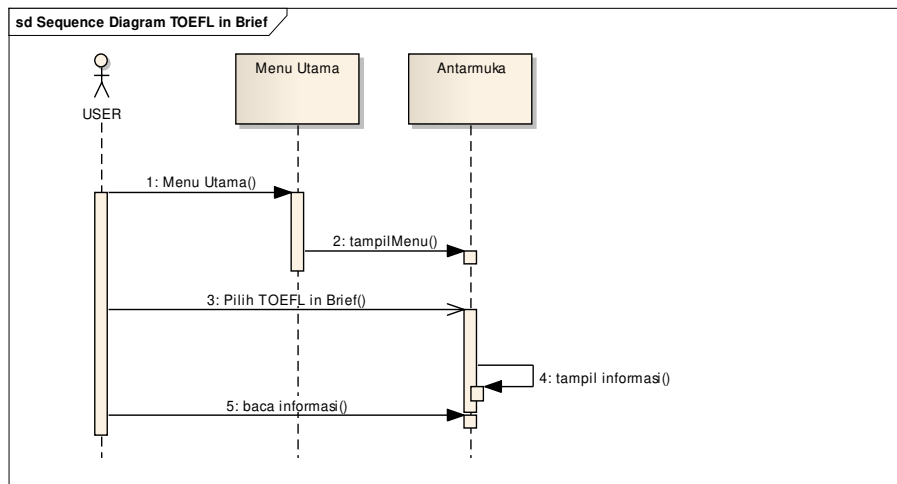 sd Sequence Diagram TOEFL in Brief
USER
Menu Utama
Antarmuka
1: Menu Utama()
2: tampilMenu()
3: Pilih TOEFL in Brief()
4: tampil informasi()
5: baca informasi()